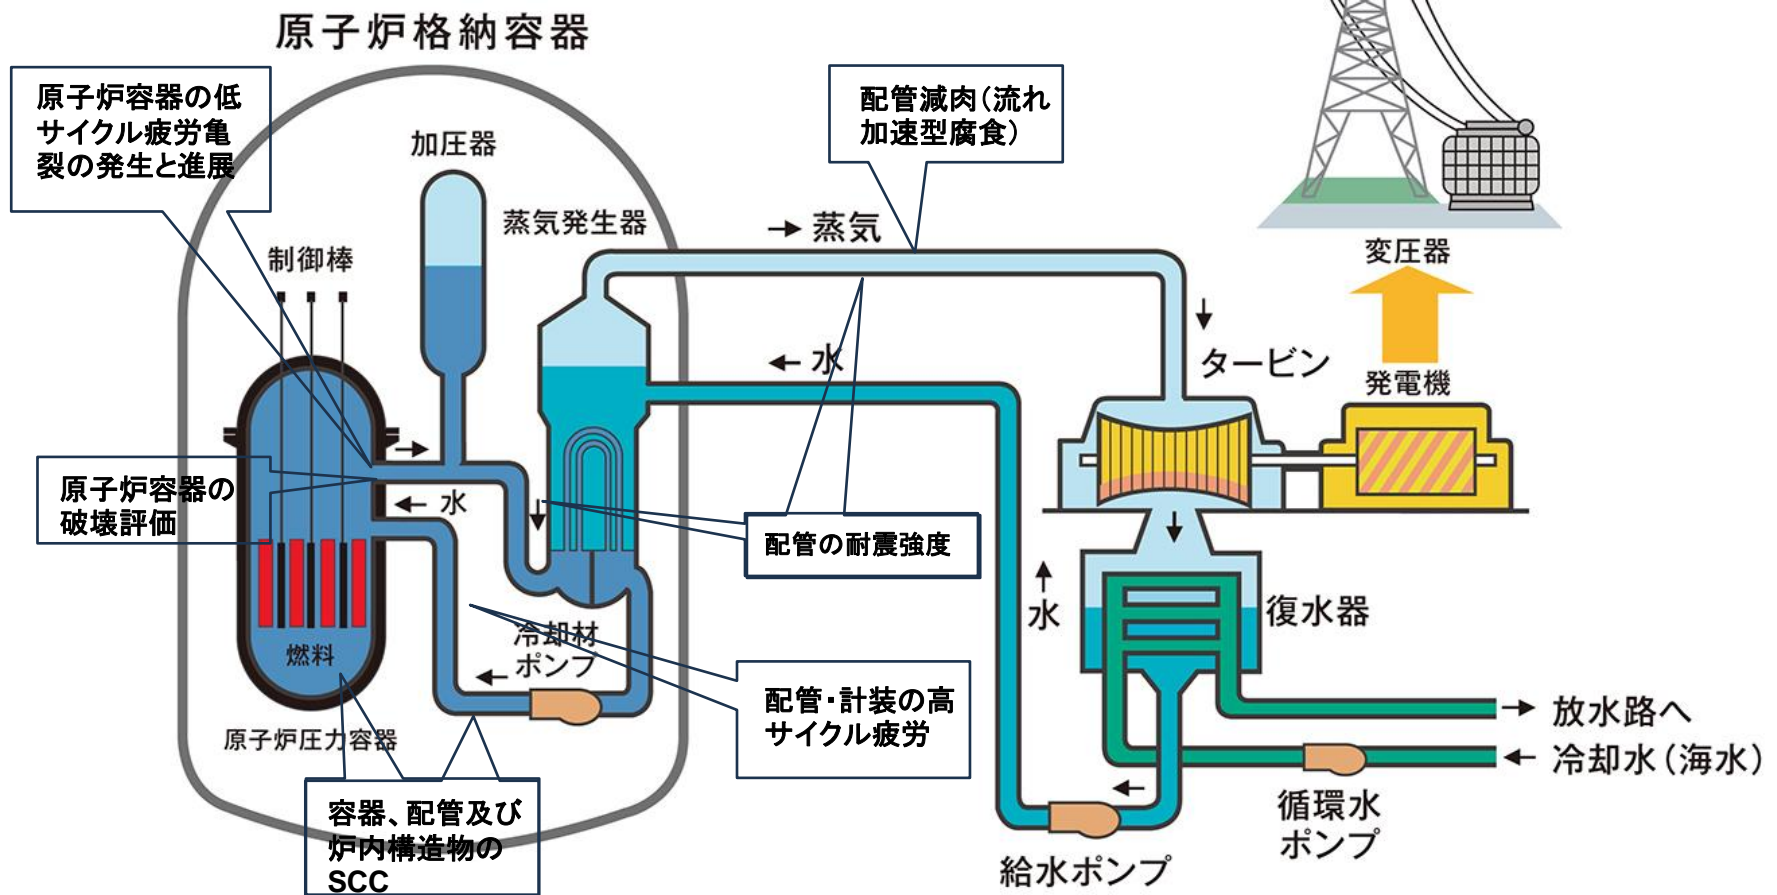 原子炉格納容器
原子炉容器の低
サイクル疲労亀
裂の発生と進展
加圧器
蒸気発生器
制御棒
配管減肉(流れ
加速型腐食)
→蒸気
変圧器
←水
タービン
発電機
原子炉容器の
破壊評価
←水
配管の耐震強度
水
復水器
冷却材
ポンプ
燃料
配管・計装の高
サイクル疲労
原子炉圧力容器
放水路へ
冷却水(海水)
容器、配管及び
炉内構造物の
SCC
循環水
ポンプ
給水ポンプ